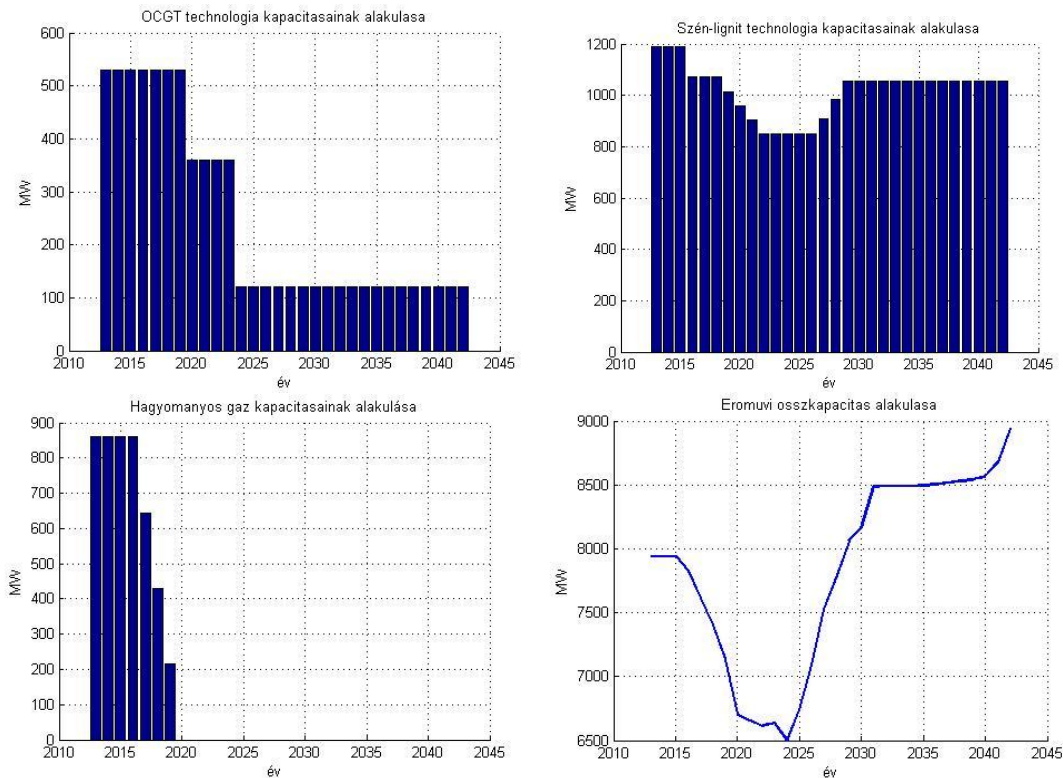 OCGT technologia kapacitasainak alakulasa
600
500
400
300
200
100
0
MW
2010 2015 2020 2025 2030 2035 2040 2045
év
Szén-lignit technologia kapacitasainak alakulasa
1200
1000
800
600
400
200
0
MW
2010 2015 2020 2025 2030 2035 2040 2045
év
Hagyomanyos gaz kapacitasainak alakulása
900
800
700
600
500
400
300
200
100
0
MW
2010 2015 2020 2025 2030 2035 2040 2045
év
Eromuvi osszkapacitas alakulasa
9000
8500
8000
7500
7000
6500
MW
2010 2015 2020 2025 2030 2035 2040 2045
év